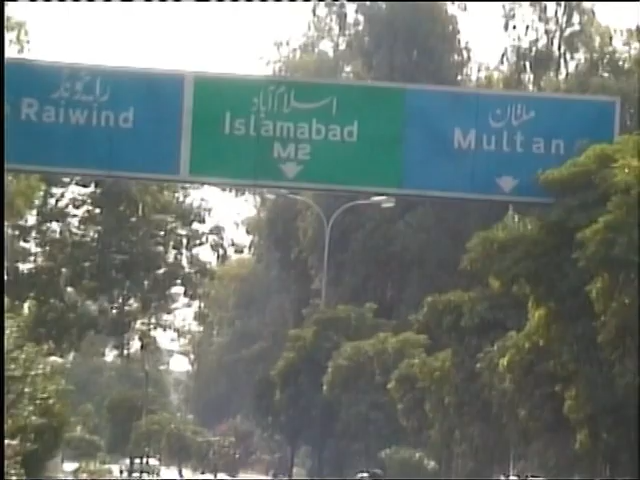 رائیونڈ
Raiwind
اسلام آباد
Islamabad
M2
ملتان
Multan